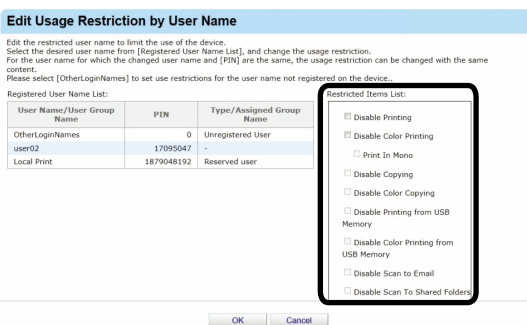 Edit Usage Restriction by User Name
Edit the restricted user name to limit the use of the device.
Select the desired user name from [Registered User Name List], and change the usage restriction.
For the user name for which the changed user name and [PIN] are the same, the usage restriction can be changed with the same
content.
Please select [OtherLoginNames] to set use restrictions for the user name not registered on the device..
Registered User Name List:
User Name/User Group
Name
PIN
Type/Assigned Group
Name
OtherLoginNames 0 Unregistered User
user02 17095047 -
Local Print 1879048192 Reserved user
Restricted Items List:
Disable Printing
Disable Color Printing
Print In Mono
Disable Copying
Disable Color Copying
Disable Printing from USB
Memory
Disable Color Printing from
USB Memory
Disable Scan to Email
Disable Scan To Shared Folders
OK Cancel